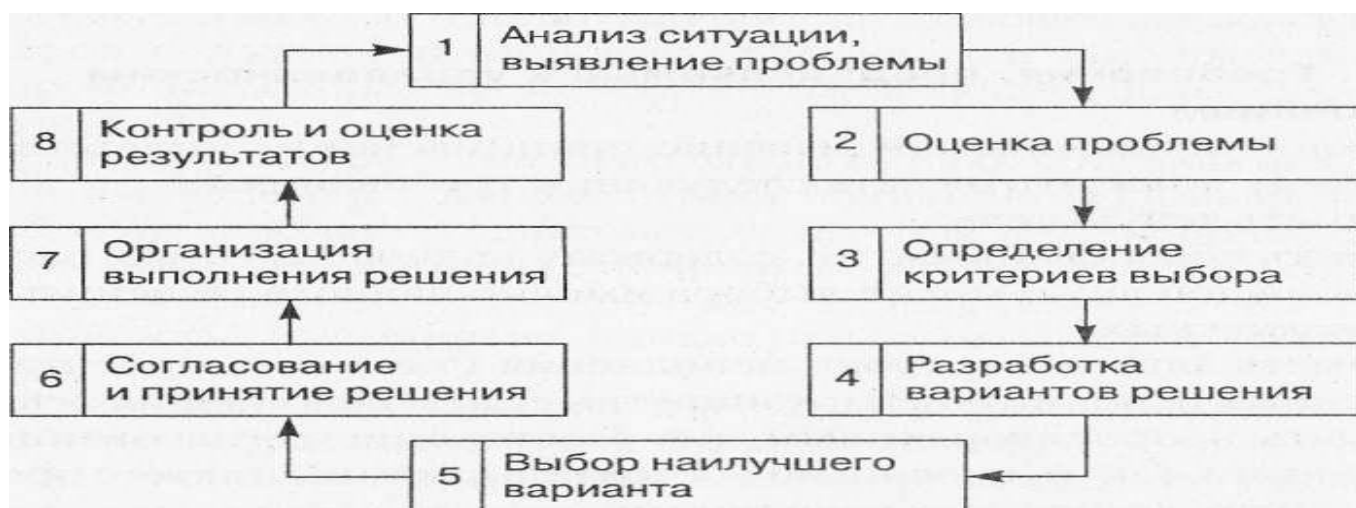 1
Анализ ситуации,
выявление проблемы
8
Контроль и оценка
результатов
2
Оценка проблемы
7
Организация
выполнения решения
3
Определение
критериев выбора
6
Согласование
и принятие решения
4
Разработка
вариантов решения
5
Выбор наилучшего
варианта